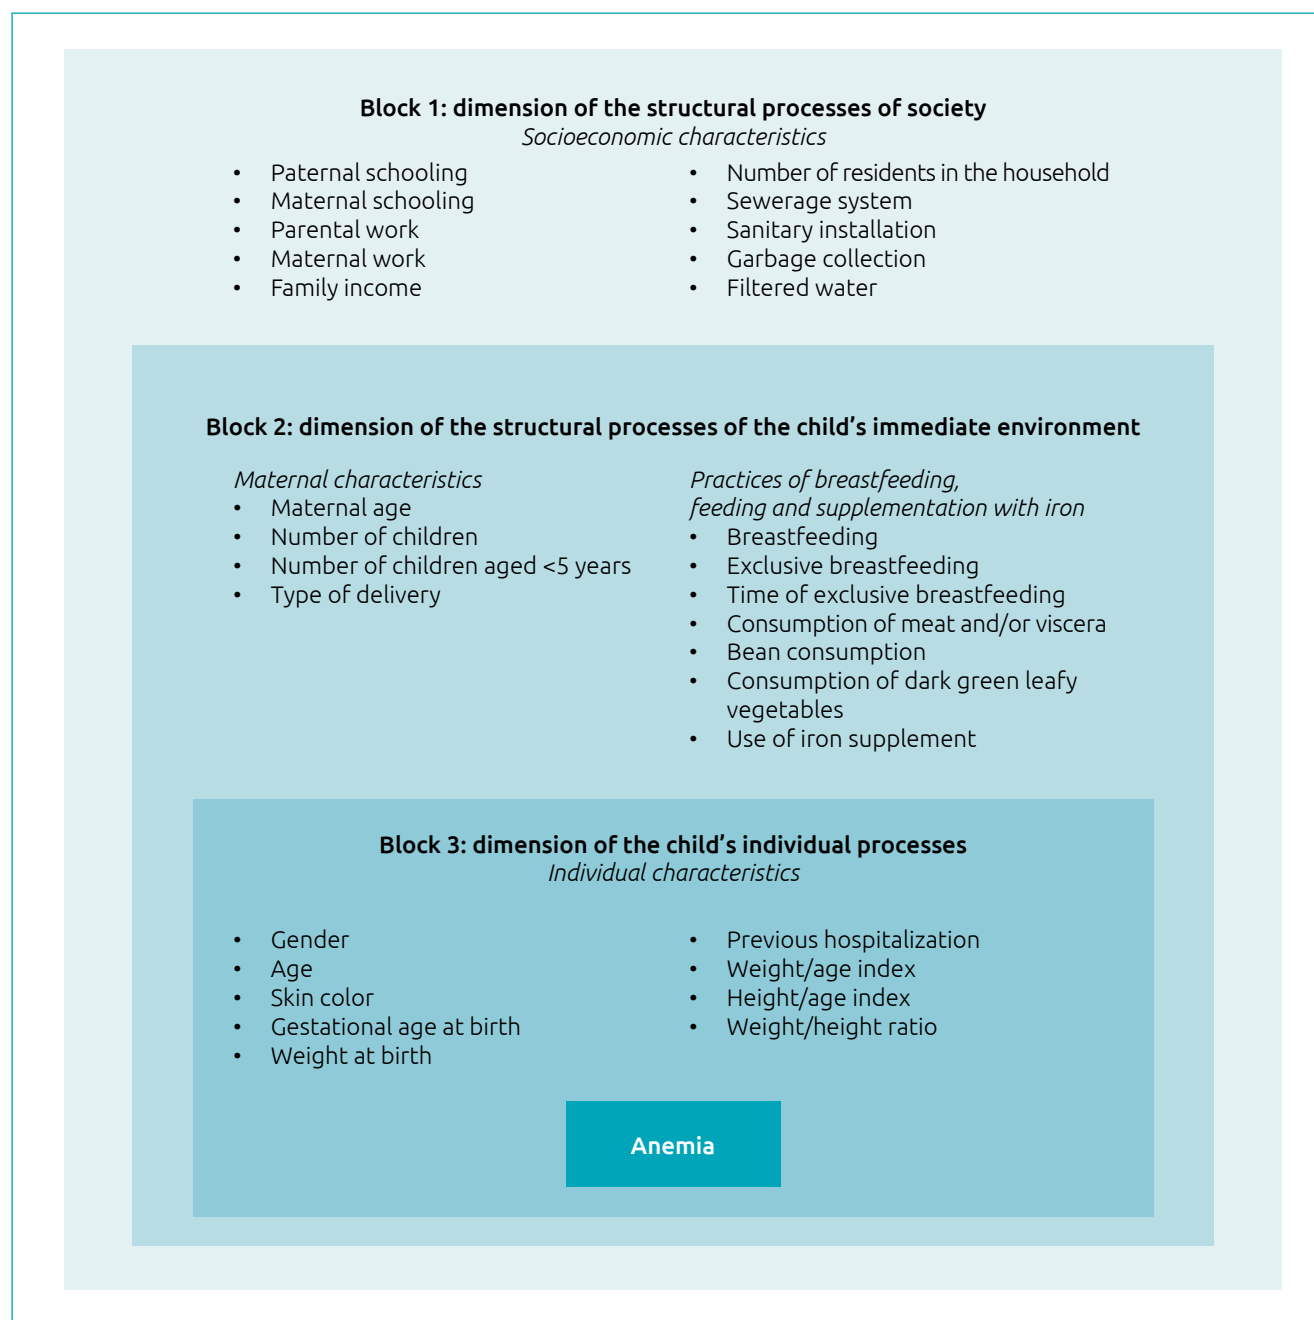 Block 1: dimension of the structural processes of society
Socioeconomic characteristics
• Paternal schooling
• Maternal schooling
• Parental work
• Maternal work
• Family income
• Number of residents in the household
• Sewerage system
• Sanitary installation
• Garbage collection
• Filtered water
Block 2: dimension of the structural processes of the child’s immediate environment
Maternal characteristics
• Maternal age
• Number of children
• Number of children aged <5 years
• Type of delivery
Practices of breastfeeding,
feeding and supplementation with iron
• Breastfeeding
• Exclusive breastfeeding
• Time of exclusive breastfeeding
• Consumption of meat and/or viscera
• Bean consumption
• Consumption of dark green leafy
vegetables
• Use of iron supplement
Block 3: dimension of the child’s individual processes
Individual characteristics
• Gender
• Age
• Skin color
• Gestational age at birth
• Weight at birth
• Previous hospitalization
• Weight/age index
• Height/age index
• Weight/height ratio
Anemia